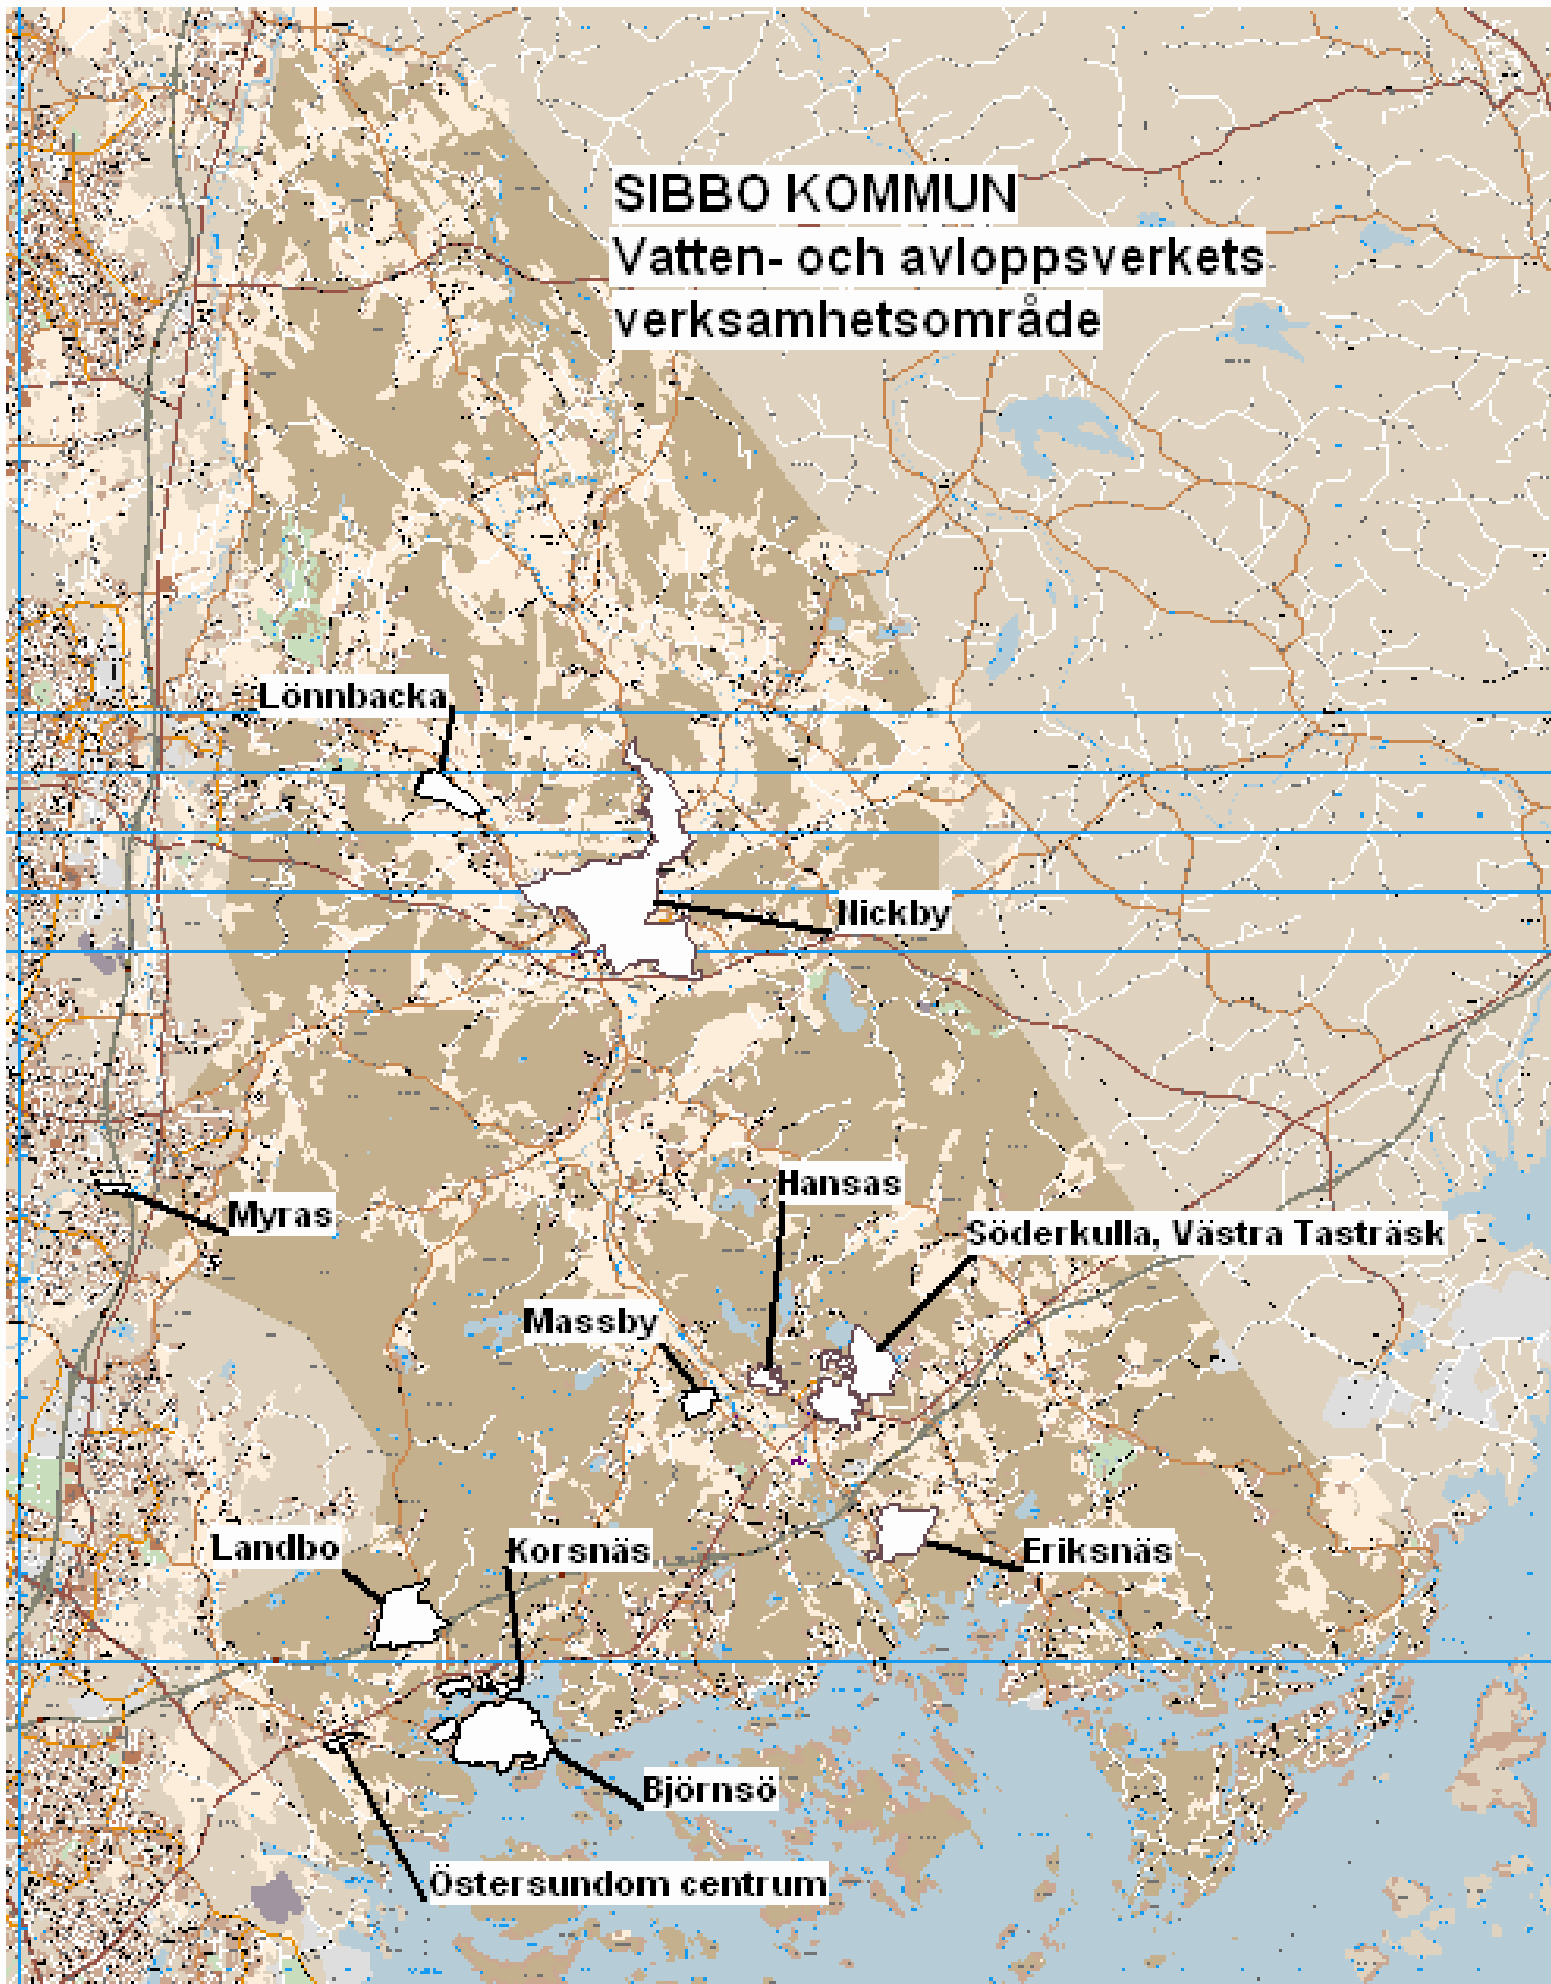 SIBBO KOMMUN
Vatten- och avloppsverkets
verksamhetsområde
Lönnbacka
Nickby
Hansas
Myras
Söderkulla, Västra Tasträsk
Massby
Landbo
Korsnäs
Eriksnäs
Björnsö
Östersundom centrum